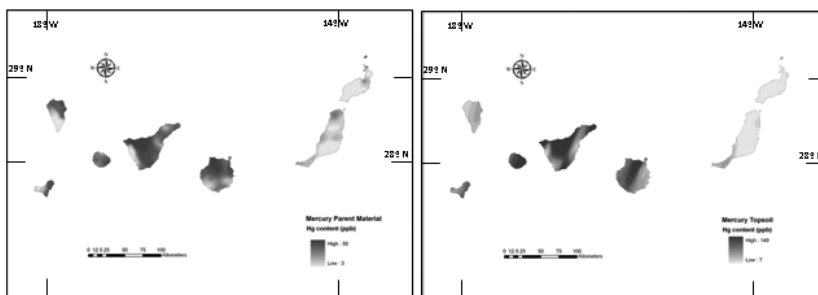 18º W
14º W
29º N
28º N
N
Mercury Parent Material
Hg content (ppb)
High : 50
Low : 3
0 12.5 25 50 75 100
Kilometers
18º W
14º W
29º N
28º N
N
Mercury Topsoil
Hg content (ppb)
High : 140
Low : 7
0 12.5 25 50 75 100
Kilometers